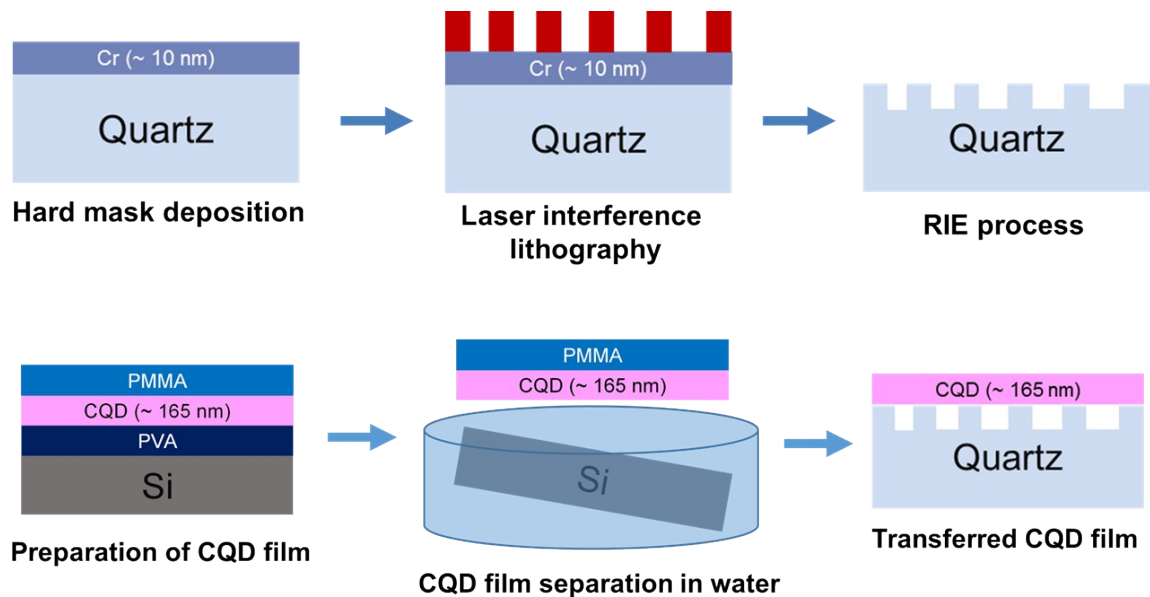 Cr (~ 10 nm)
Quartz
Hard mask deposition
Cr (~ 10 nm)
Quartz
Laser interference
lithography
Quartz
RIE process
PMMA
CQD (~ 165 nm)
PVA
Si
Preparation of CQD film
PMMA
CQD (~ 165 nm)
Si
CQD film separation in water
CQD (~ 165 nm)
Quartz
Transferred CQD film